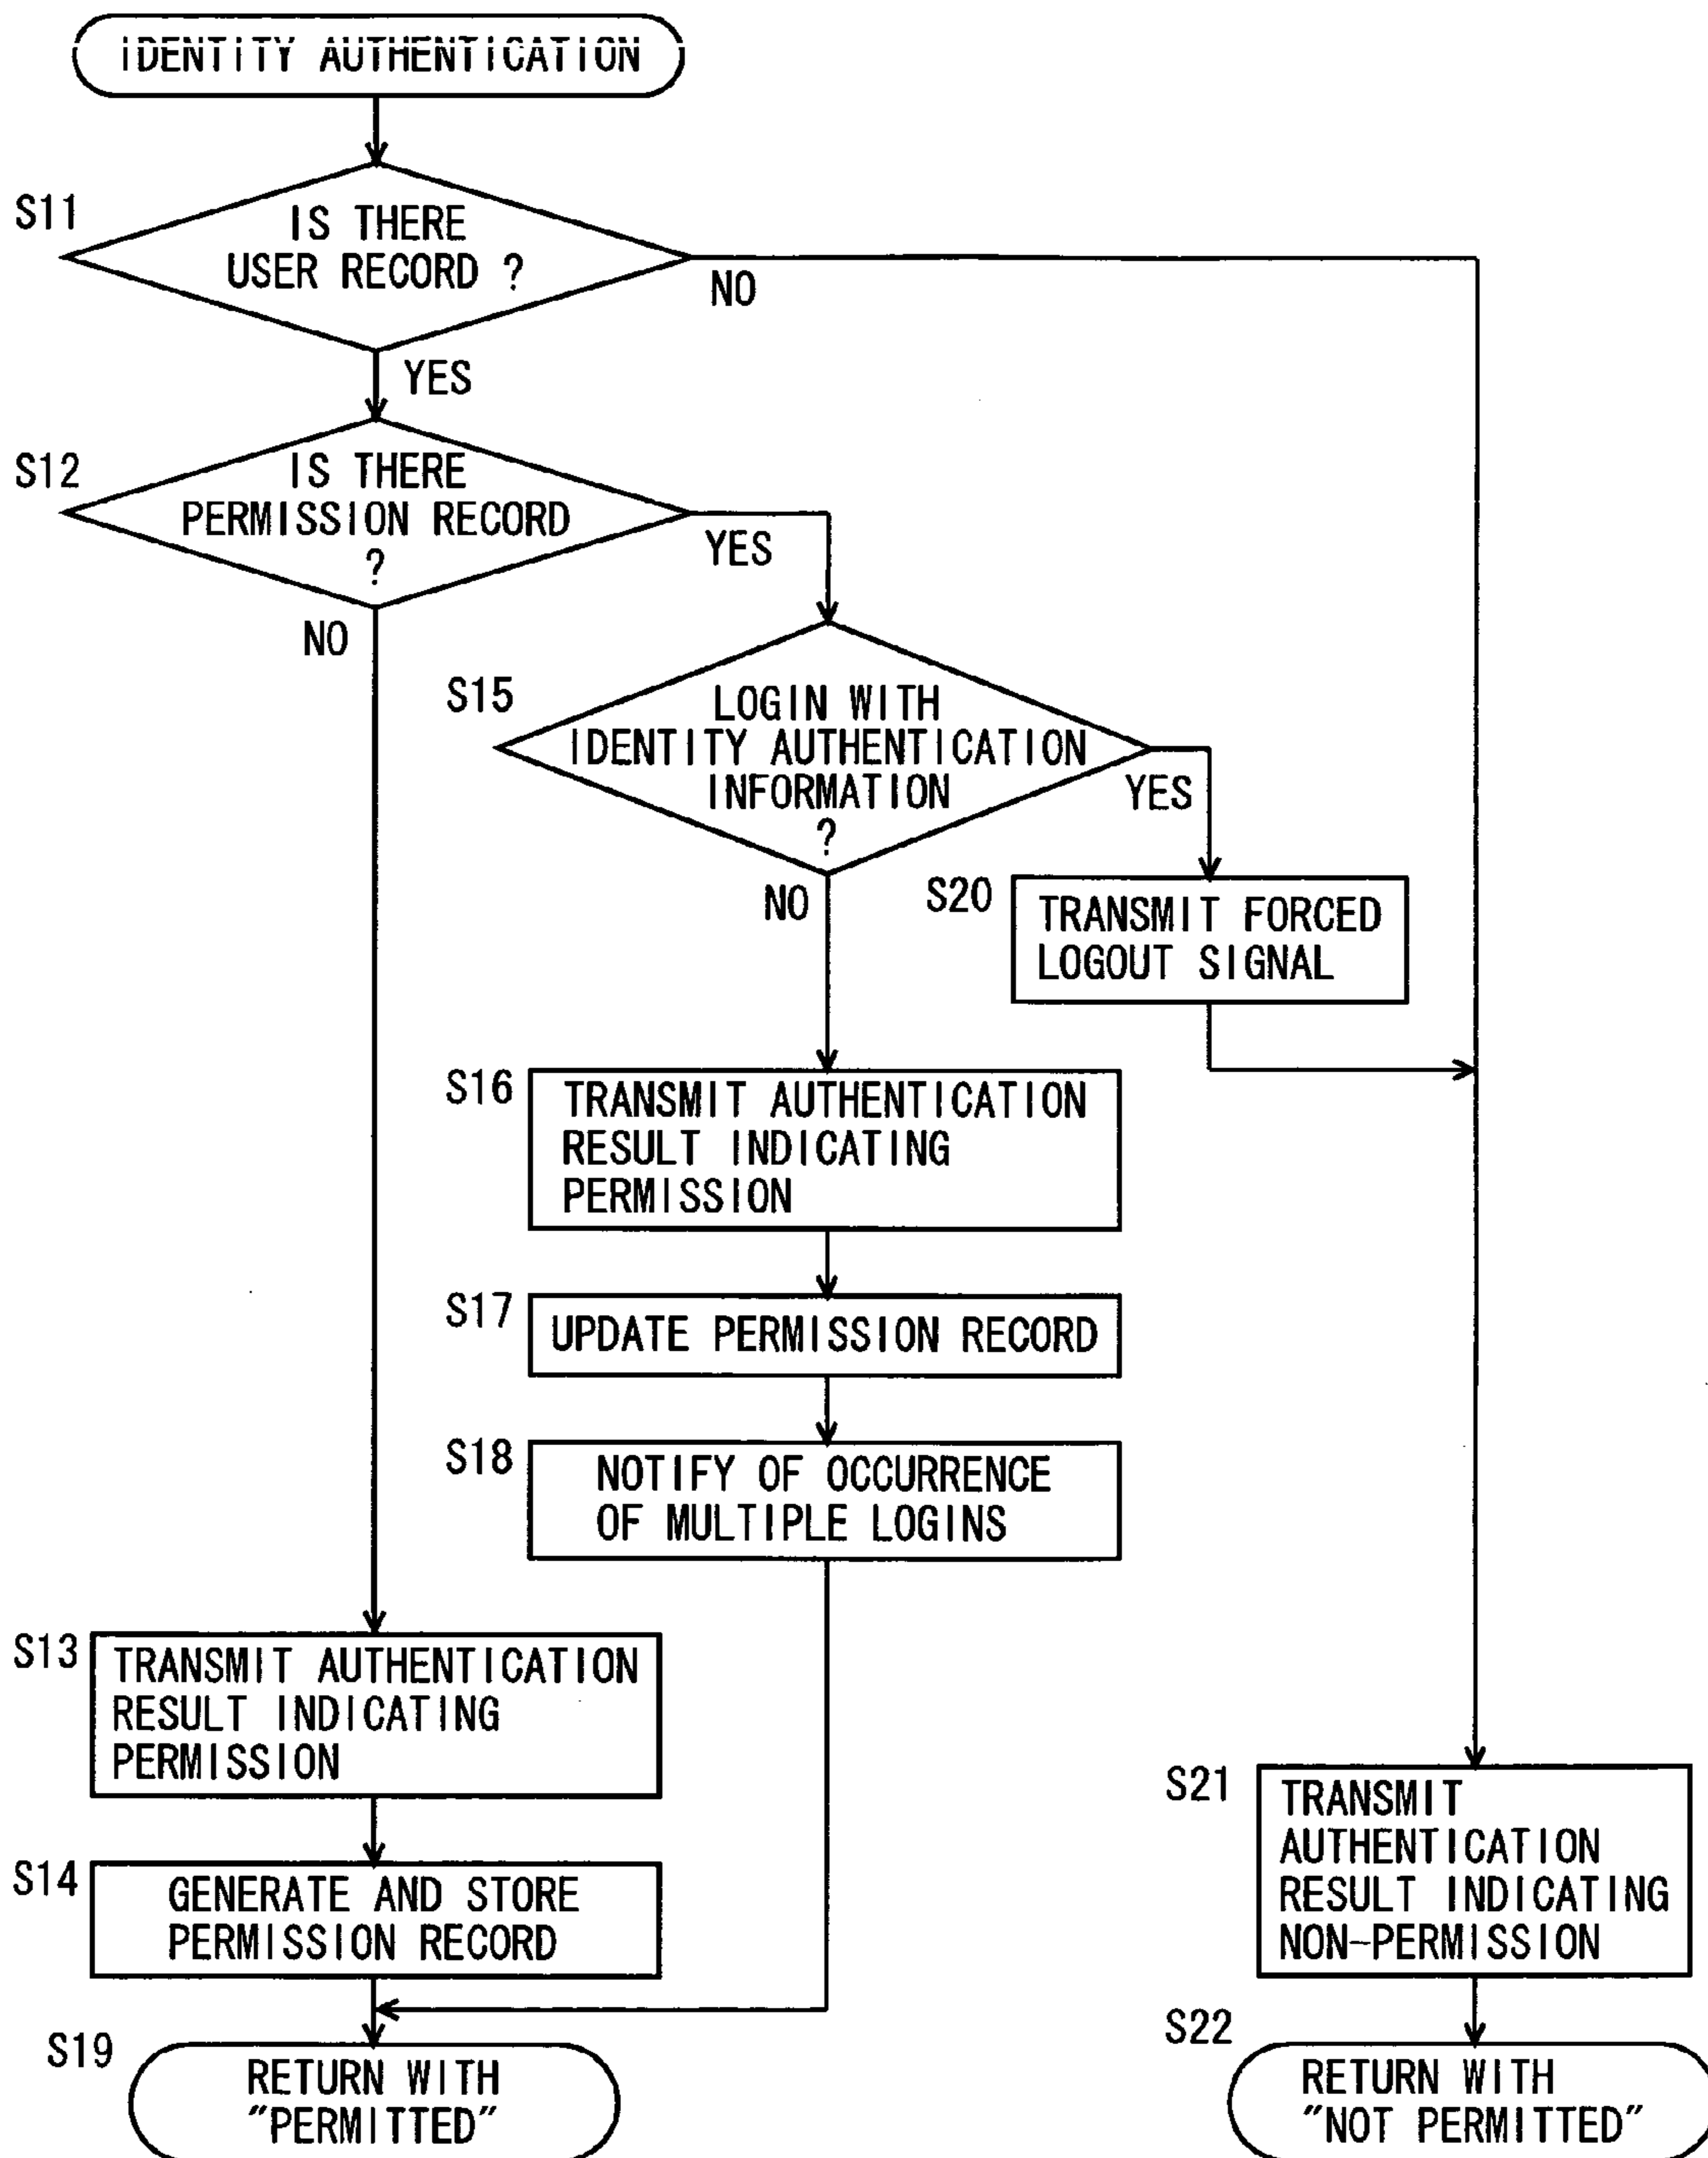 IDENTITY AUTHENTICATION
S11
IS THERE
USER RECORD ?
NO
YES
S12
IS THERE
PERMISSION RECORD
?
YES
NO
S15
LOGIN WITH
IDENTITY AUTHENTICATION
INFORMATION
?
YES
NO
S20
TRANSMIT FORCED
LOGOUT SIGNAL
S16
TRANSMIT AUTHENTICATION
RESULT INDICATING
PERMISSION
S17
UPDATE PERMISSION RECORD
S18
NOTIFY OF OCCURRENCE
OF MULTIPLE LOGINS
S13
TRANSMIT AUTHENTICATION
RESULT INDICATING
PERMISSION
S14
GENERATE AND STORE
PERMISSION RECORD
S19
RETURN WITH
"PERMITTED"
S21
TRANSMIT
AUTHENTICATION
RESULT INDICATING
NON-PERMISSION
S22
RETURN WITH
"NOT PERMITTED"